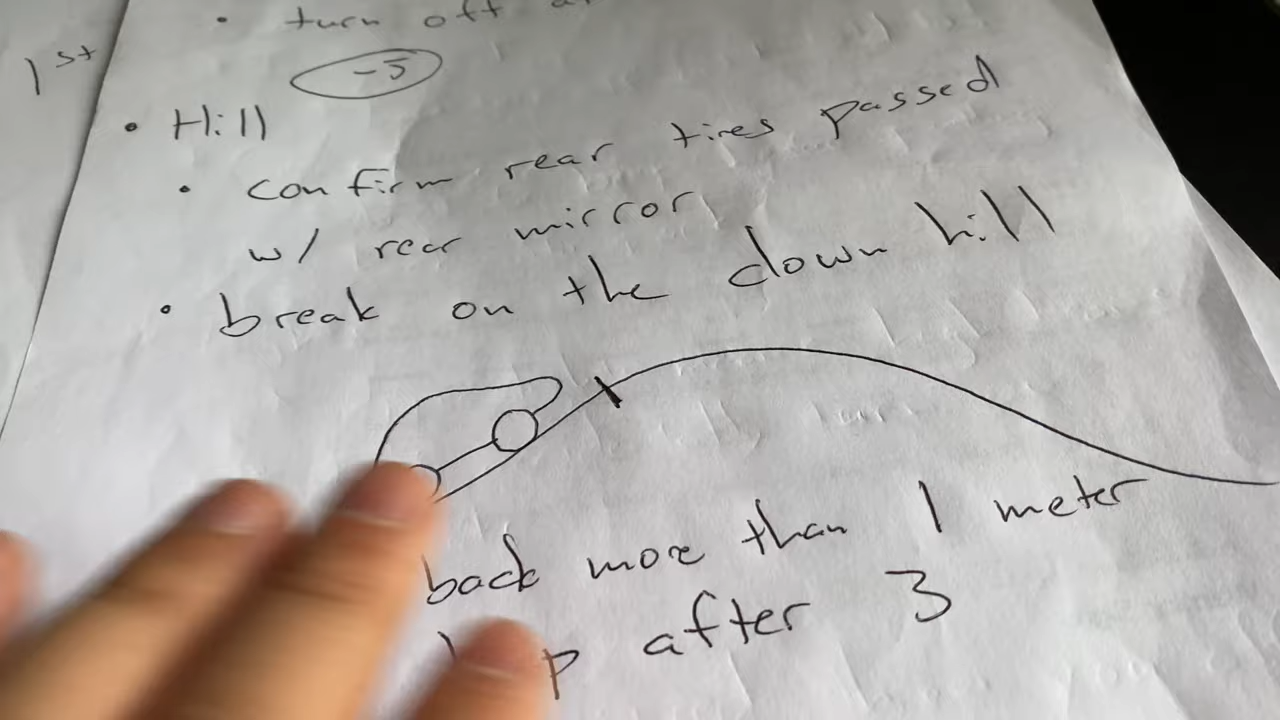 turn off
1st
-5
• Hill
• confirm rear tires passed
w/ rear mirror
• break on the down hill
back more than 1 meter
after 3